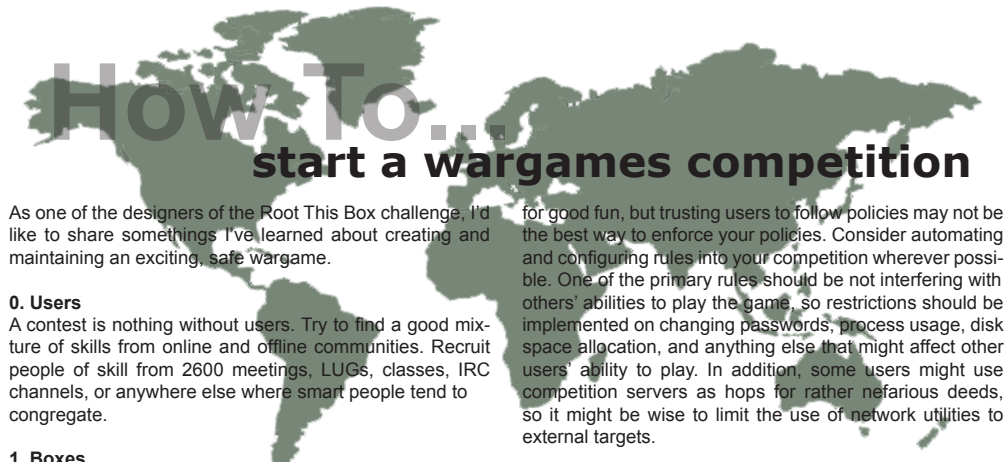 How To...
start a wargames competition
As one of the designers of the Root This Box challenge, I'd
like to share somethings I've learned about creating and
maintaining an exciting, safe wargame.
0. Users
A contest is nothing without users. Try to find a good mix-
ture of skills from online and offline communities. Recruit
people of skill from 2600 meetings, LUGs, classes, IRC
channels, or anywhere else where smart people tend to
congregate.
1. Boxes
for good fun, but trusting users to follow policies may not be
the best way to enforce your policies. Consider automating
and configuring rules into your competition wherever possi-
ble. One of the primary rules should be not interfering with
others' abilities to play the game, so restrictions should be
implemented on changing passwords, process usage, disk
space allocation, and anything else that might affect other
users' ability to play. In addition, some users might use
competition servers as hops for rather nefarious deeds,
so it might be wise to limit the use of network utilities to
external targets.